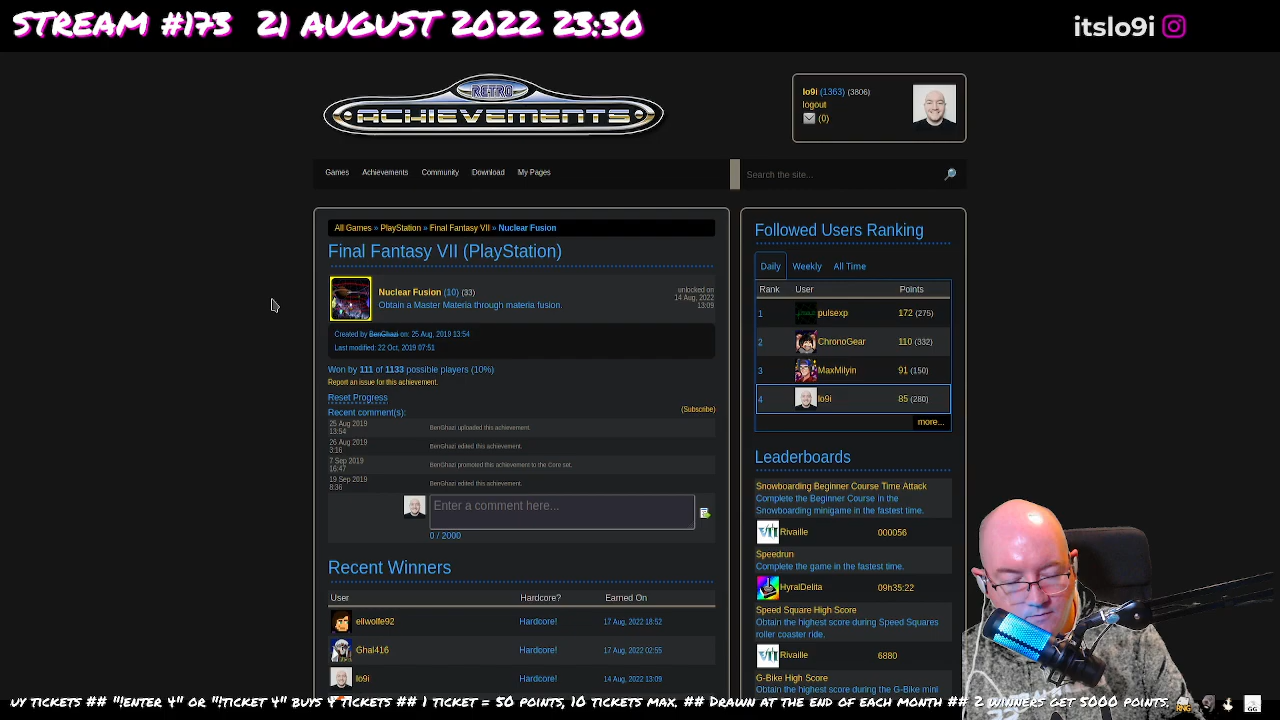 STREAM #173 21 AUGUST 2022 23:30
itslo9i
RETRO
ACHIEVEMENTS
lo9i (1363) (3806)
logout
(0)
Games Achievements Community Download My Pages
Search the site...
All Games » PlayStation » Final Fantasy VII » Nuclear Fusion
Final Fantasy VII (PlayStation)
Nuclear Fusion (10) (33)
Obtain a Master Materia through materia fusion.
unlocked on
14 Aug, 2022
13:09
Created by BenGhazi on: 25 Aug, 2019 13:54
Last modified: 22 Oct, 2019 07:51
Won by 111 of 1133 possible players (10%)
Report an issue for this achievement.
Reset Progress
Recent comment(s):
(Subscribe)
25 Aug 2019
13:54
BenGhazi uploaded this achievement.
26 Aug 2019
3:16
BenGhazi edited this achievement.
7 Sep 2019
16:47
BenGhazi promoted this achievement to the Core set.
19 Sep 2019
8:36
BenGhazi edited this achievement.
Enter a comment here...
0 / 2000
Recent Winners
User Hardcore? Earned On
eliwolfe92 Hardcore! 17 Aug, 2022 18:52
Ghal416 Hardcore! 17 Aug, 2022 02:55
lo9i Hardcore! 14 Aug, 2022 13:09
Followed Users Ranking
Daily Weekly All Time
Rank User Points
1 pulsexp 172 (275)
2 ChronoGear 110 (332)
3 MaxMilyin 91 (150)
4 lo9i 85 (280)
more...
Leaderboards
Snowboarding Beginner Course Time Attack
Complete the Beginner Course in the
Snowboarding minigame in the fastest time.
Rivaille 000056
Speedrun
Complete the game in the fastest time.
HyralDelita 09h35:22
Speed Square High Score
Obtain the highest score during Speed Squares
roller coaster ride.
Rivaille 6880
G-Bike High Score
Obtain the highest score during the G-Bike mini
uy tickets ## "!enter 4" or "!ticket 4" buys 4 tickets ## 1 ticket = 50 points, 10 tickets max. ## Drawn at the end of each month ## 2 winners get 5000 points.
RNG
GG